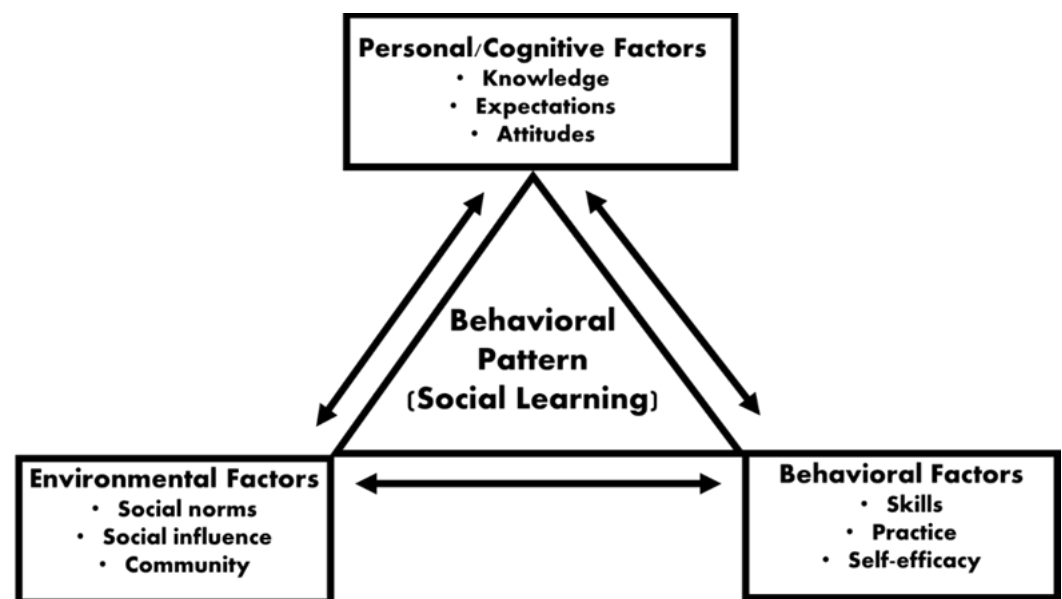 Personal/Cognitive Factors
• Knowledge
• Expectations
• Attitudes
Behavioral
Pattern
(Social Learning)
Environmental Factors
• Social norms
• Social influence
• Community
Behavioral Factors
• Skills
• Practice
• Self-efficacy